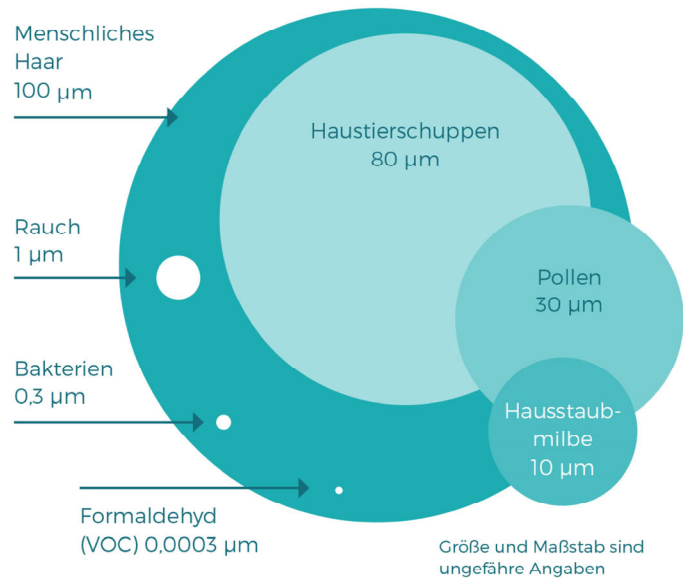 Menschliches
Haar
100 µm
Haustierschuppen
80 µm
Rauch
1 µm
Pollen
30 µm
Bakterien
0,3 µm
Hausstaub-
milbe
10 µm
Formaldehyd
(VOC) 0,0003 µm
Größe und Maßstab sind
ungefähre Angaben